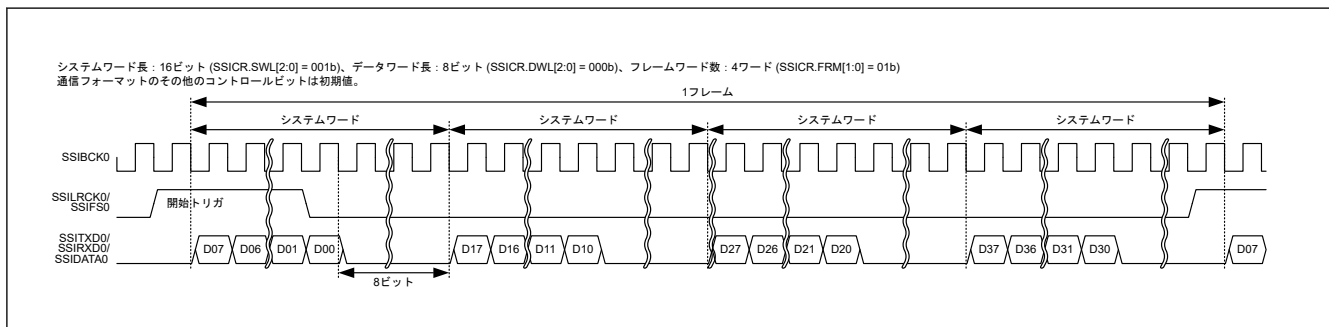 システムワード長：16ビット (SSICR.SWL[2:0] = 001b)、データワード長：8ビット (SSICR.DWL[2:0] = 000b)、フレームワード数：4ワード (SSICR.FRM[1:0] = 01b)
通信フォーマットのその他のコントロールビットは初期値。
1フレーム
システムワード システムワード システムワード システムワード
SSIBCK0
SSILRCK0/
SSIFS0
開始トリガ
SSITXD0/
SSIRXD0/
SSIDATA0
D07 D06 D01 D00 D17 D16 D11 D10 D27 D26 D21 D20 D37 D36 D31 D30 D07
8ビット